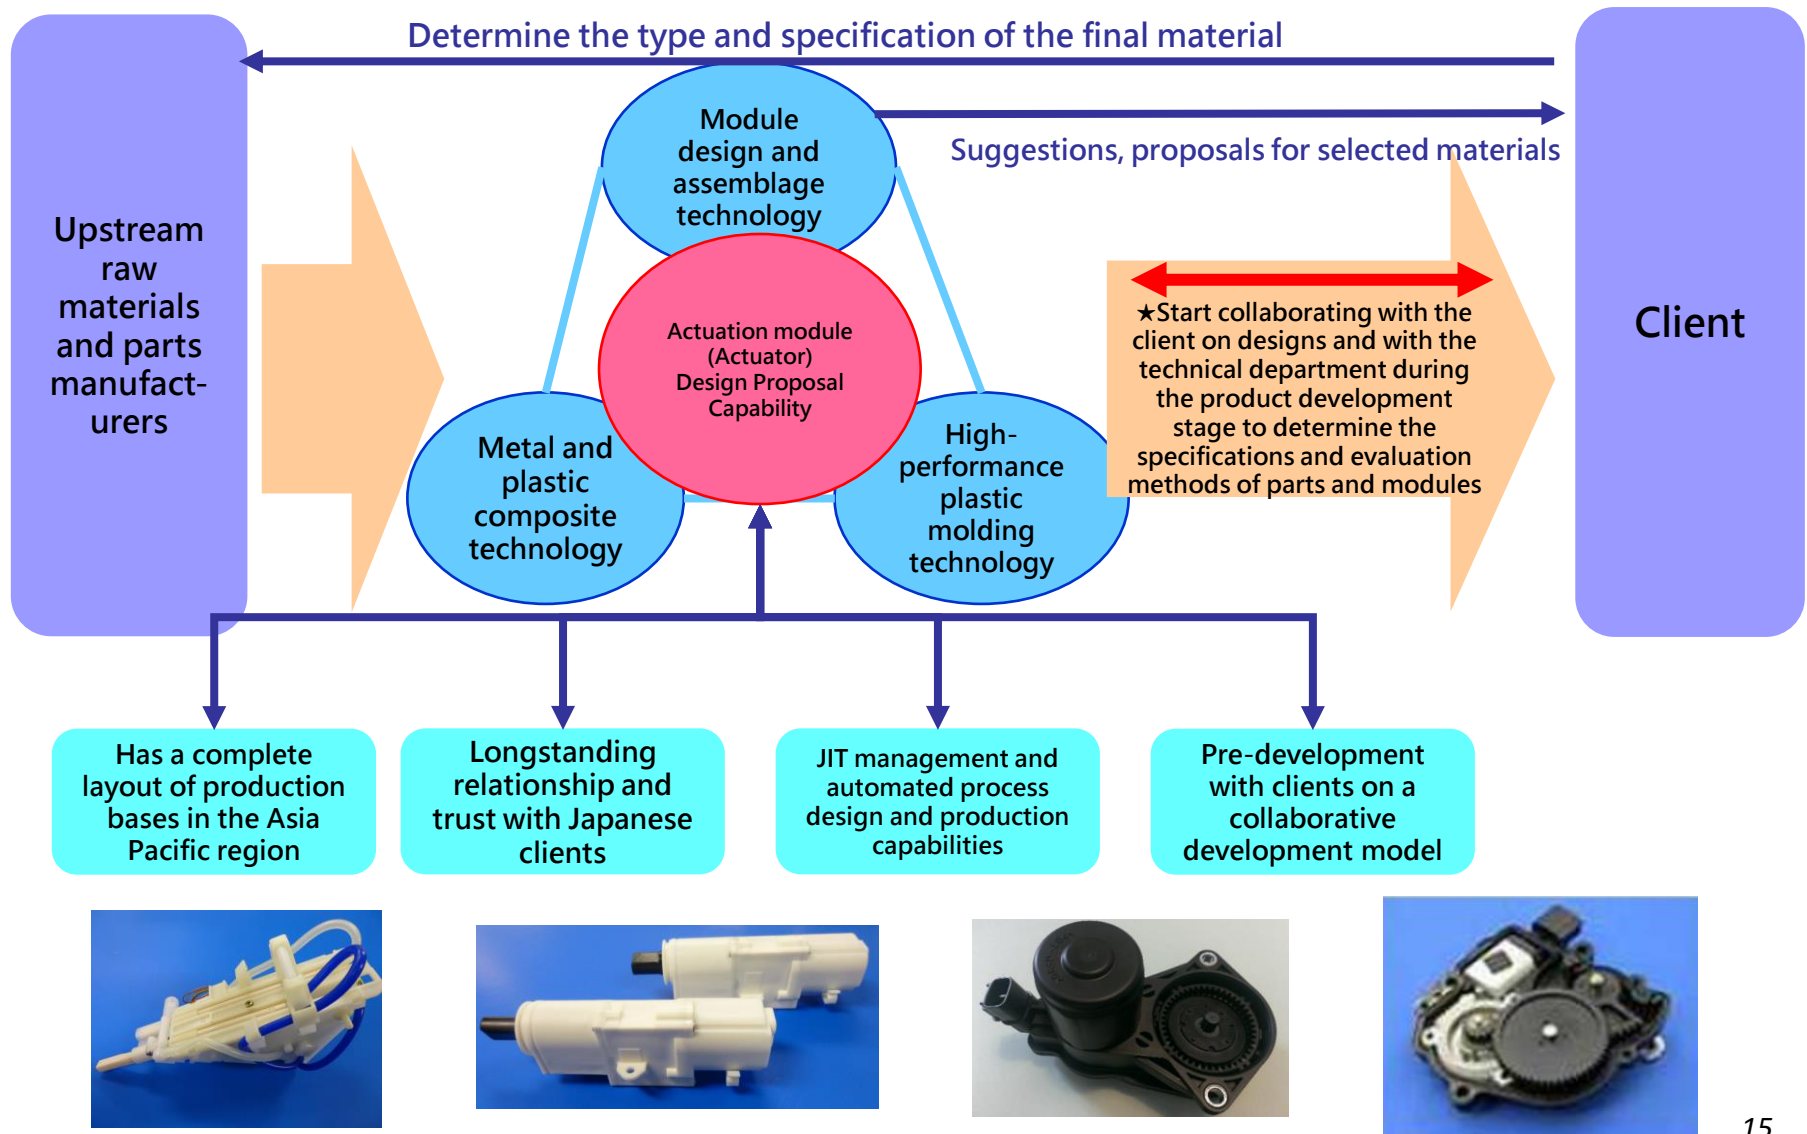 Determine the type and specification of the final material
Module
design and
assemblage
technology
Suggestions, proposals for selected materials
Upstream
raw
materials
and parts
manufact-
urers
Actuation module
(Actuator)
Design Proposal
Capability
★Start collaborating with the
client on designs and with the
technical department during
the product development
stage to determine the
specifications and evaluation
methods of parts and modules
Client
Metal and
plastic
composite
technology
High-
performance
plastic
molding
technology
Has a complete
layout of production
bases in the Asia
Pacific region
Longstanding
relationship and
trust with Japanese
clients
JIT management and
automated process
design and production
capabilities
Pre-development
with clients on a
collaborative
development model
15